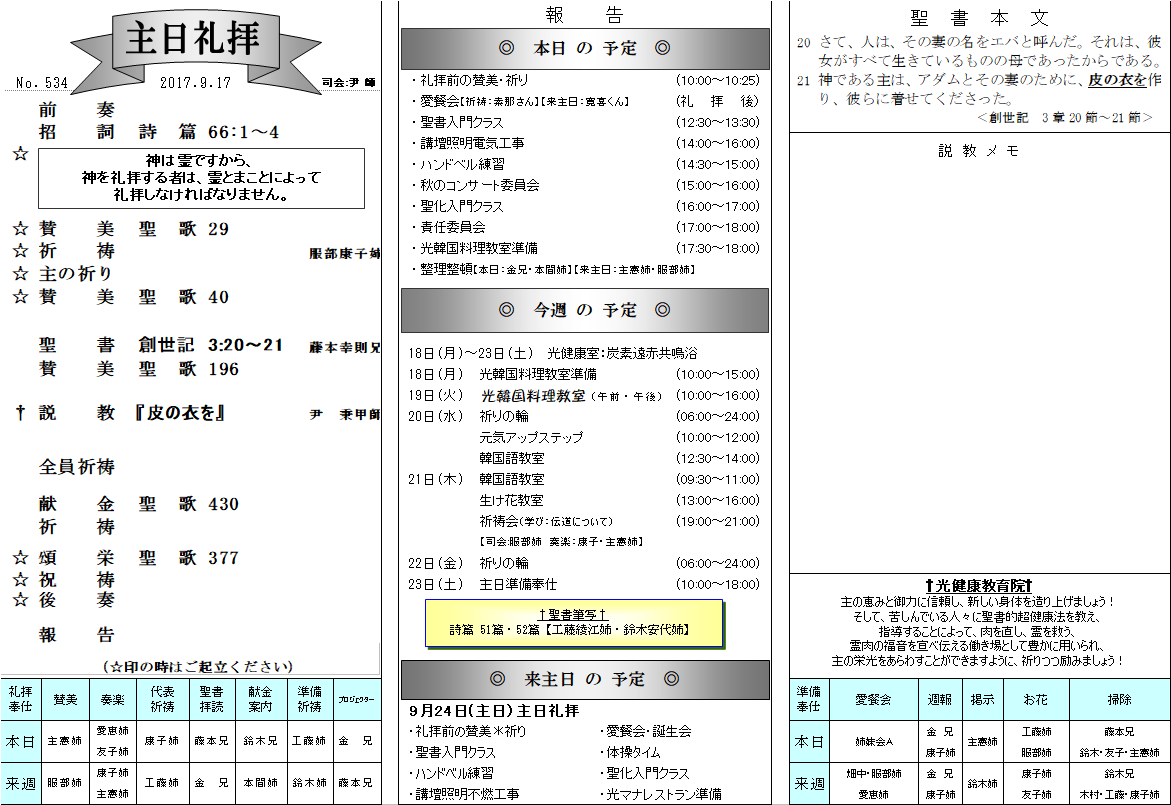 主日礼拝
No. 534
2017.9.17
司会:尹 師
前 奏
招 詞 詩 篇 66:1～4
☆
神は霊ですから、
神を礼拝する者は、霊とまことによって
礼拝しなければなりません。
☆ 賛 美 聖 歌 29
☆ 祈 祷 服部康子姉
☆ 主の祈り
☆ 賛 美 聖 歌 40
聖 書 創世記 3:20～21 藤本幸則兄
賛 美 聖 歌 196
† 説 教 『皮の衣を』 尹 秉甲師
全員祈祷
献 金 聖 歌 430
祈 祷
☆ 頌 栄 聖 歌 377
☆ 祝 祷
☆ 後 奏
報 告
(☆印の時はご起立ください)
礼拝奉仕 賛美 奏楽 代表祈祷 聖書拝読 献金案内 準備祈祷 プロジェクター
本日 主憲姉 愛恵姉 友子姉 康子姉 藤本兄 鈴木兄 工藤姉 金 兄
来週 服部姉 康子姉 主憲姉 工藤姉 金 兄 本間姉 鈴木姉 藤本兄
報 告
◎ 本日 の 予定 ◎
・礼拝前の賛美・祈り (10:00～10:25)
・愛餐会【祈祷:素那さん】【来主日:寛喜くん】 (礼 拝 後)
・聖書入門クラス (12:30～13:30)
・講壇照明電気工事 (14:00～16:00)
・ハンドベル練習 (14:30～15:00)
・秋のコンサート委員会 (15:00～16:00)
・聖化入門クラス (16:00～17:00)
・責任委員会 (17:00～18:00)
・光韓国料理教室準備 (17:30～18:00)
・整理整頓【本日:金兄・本間姉】【来主日:主憲姉・服部姉】
◎ 今週 の 予定 ◎
18日(月)～23日(土) 光健康室:炭素遠赤共鳴浴
18日(月) 光韓国料理教室準備 (10:00～15:00)
19日(火) 光韓国料理教室(午前・午後) (10:00～16:00)
20日(水) 祈りの輪 (06:00～24:00)
元気アップステップ (10:00～12:00)
韓国語教室 (12:30～14:00)
21日(木) 韓国語教室 (09:30～11:00)
生け花教室 (13:00～16:00)
祈祷会(学び:伝道について) (19:00～21:00)
【司会:服部姉 奏楽:康子・主憲姉】
22日(金) 祈りの輪 (06:00～24:00)
23日(土) 主日準備奉仕 (10:00～18:00)
†聖書筆写†
詩篇 51篇・52篇【工藤綾江姉・鈴木安代姉】
◎ 来主日 の 予定 ◎
9月24日(主日) 主日礼拝
・礼拝前の賛美＊祈り ・愛餐会・誕生会
・聖書入門クラス ・体操タイム
・ハンドベル練習 ・聖化入門クラス
・講壇照明不燃工事 ・光マナレストラン準備
聖 書 本 文
20 さて、人は、その妻の名をエバと呼んだ。それは、彼
女がすべて生きているものの母であったからである。
21 神である主は、アダムとその妻のために、皮の衣を作
り、彼らに着せてくださった。
＜創世記 3章20節～21節＞
説 教 メ モ
†光健康教育院†
主の恵みと御力に信頼し、新しい身体を造り上げましょう！
そして、苦しんでいる人々に聖書的超健康法を教え、
指導することによって、肉を直し、霊を救う、
霊肉の福音を宣べ伝える働き場として豊かに用いられ、
主の栄光をあらわすことができますように、祈りつつ励みましょう！
準備奉仕 愛餐会 週報 掲示 お花 掃除
本日 姉妹会A 金 兄 康子姉 主憲姉 工藤姉 服部姉 藤本兄 鈴木・友子・主憲姉
来週 畑中・服部姉 愛恵姉 金 兄 康子姉 鈴木姉 康子姉 友子姉 鈴木兄 木村・工藤・康子姉